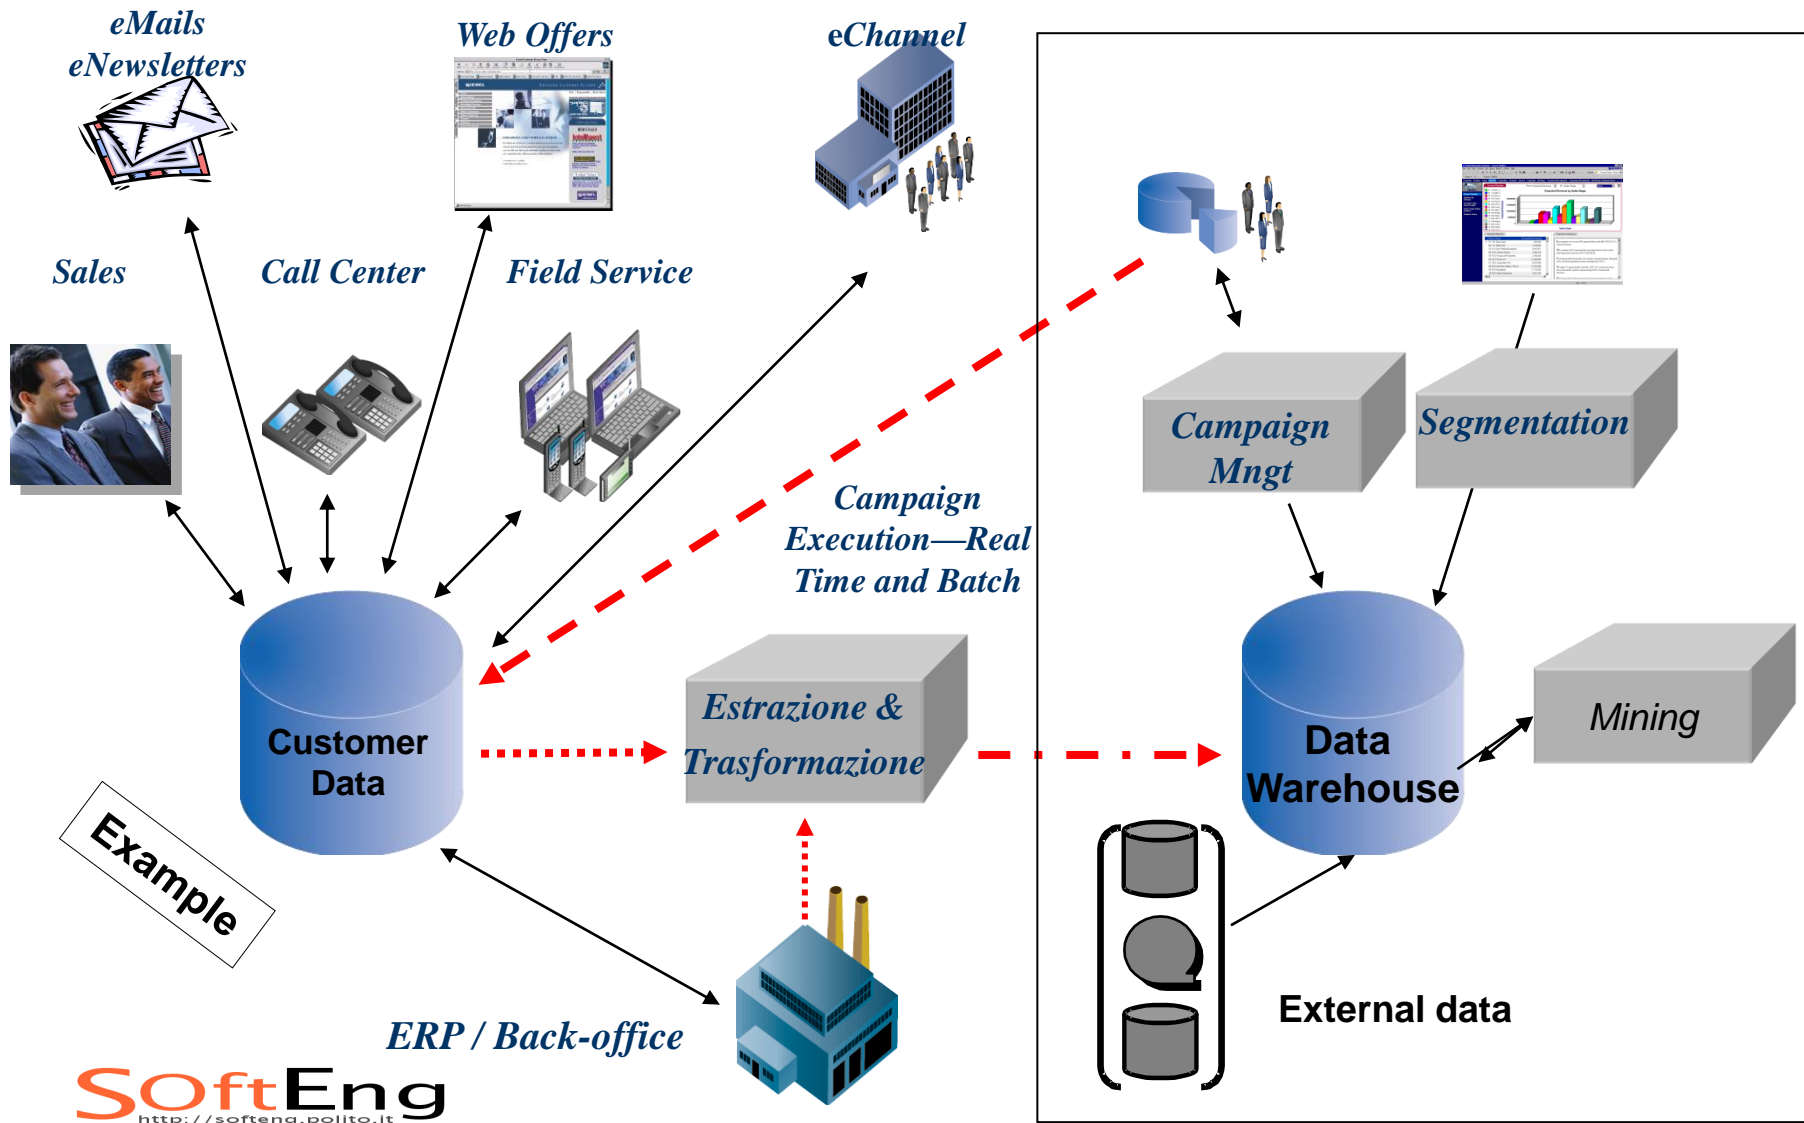 eMails
eNewsletters
Web Offers
eChannel
Sales
Call Center
Field Service
Campaign
Mngt
Segmentation
Campaign
Execution—Real
Time and Batch
Customer
Data
Estrazione &
Trasformazione
Data
Warehouse
Mining
Example
ERP / Back-office
External data
SOftEng
http://softeng.polito.it